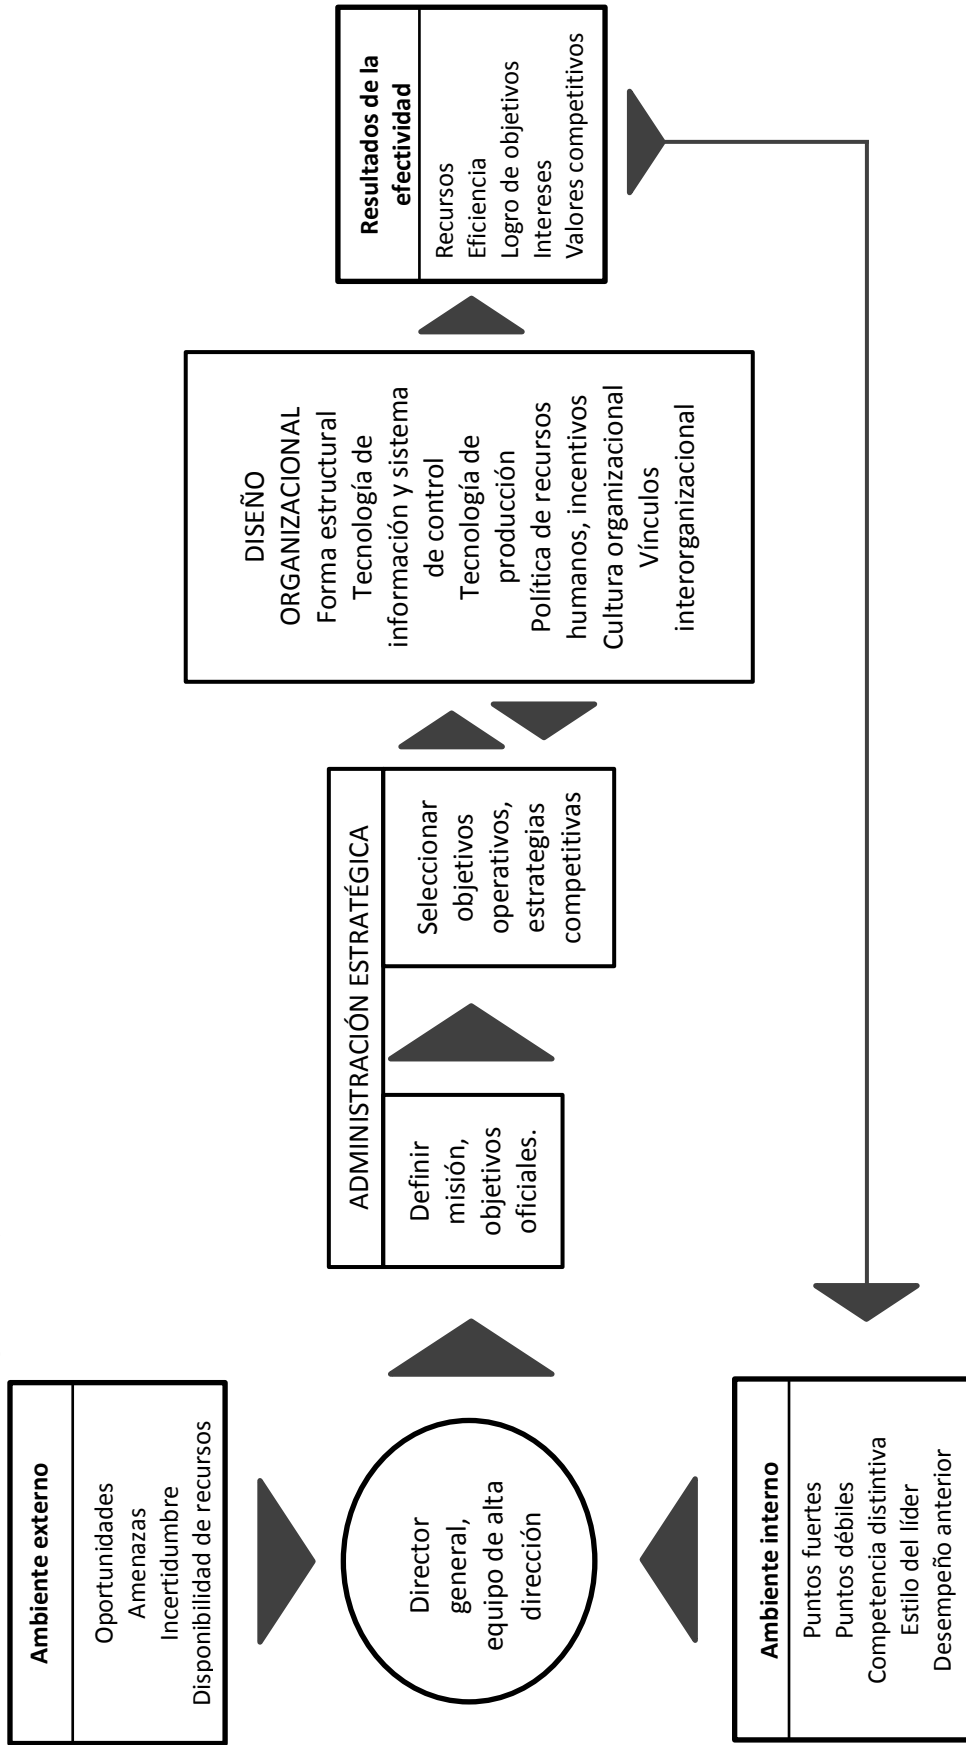 Ambiente externo
Oportunidades
Amenazas
Incertidumbre
Disponibilidad de recursos
Director
general,
equipo de alta
dirección
Ambiente interno
Puntos fuertes
Puntos débiles
Competencia distintiva
Estilo del líder
Desempeño anterior
ADMINISTRACIÓN ESTRATÉGICA
Definir
misión,
objetivos
oficiales.
Seleccionar
objetivos
operativos,
estrategias
competitivas
DISEÑO
ORGANIZACIONAL
Forma estructural
Tecnología de
información y sistema
de control
Tecnología de
producción
Política de recursos
humanos, incentivos
Cultura organizacional
Vínculos
interorganizacional
Resultados de la
efectividad
Recursos
Eficiencia
Logro de objetivos
Intereses
Valores competitivos